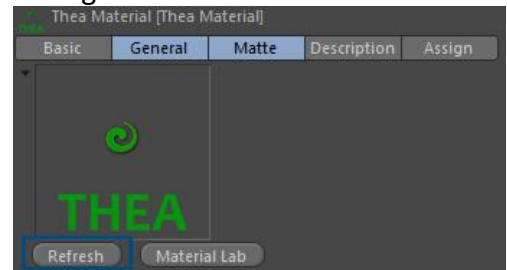 Thea Material [Thea Material]
Basic General Matte Description Assign
THEA
Refresh Material Lab